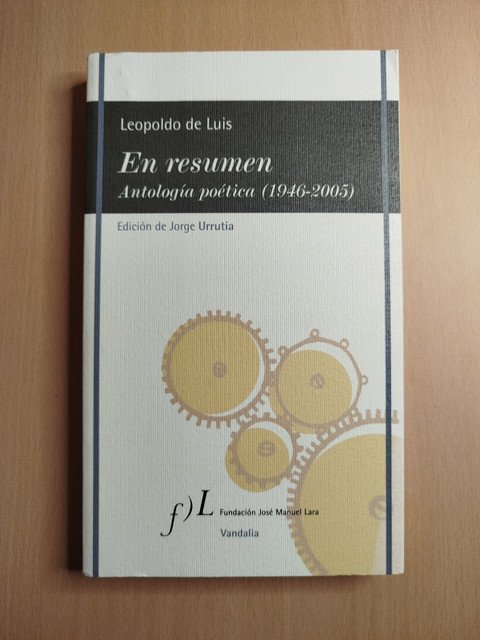 Leopoldo de Luis
En resumen
Antología poética (1946-2005)
Edición de Jorge Urrutia
f)L Fundación José Manuel Lara
Vandalia